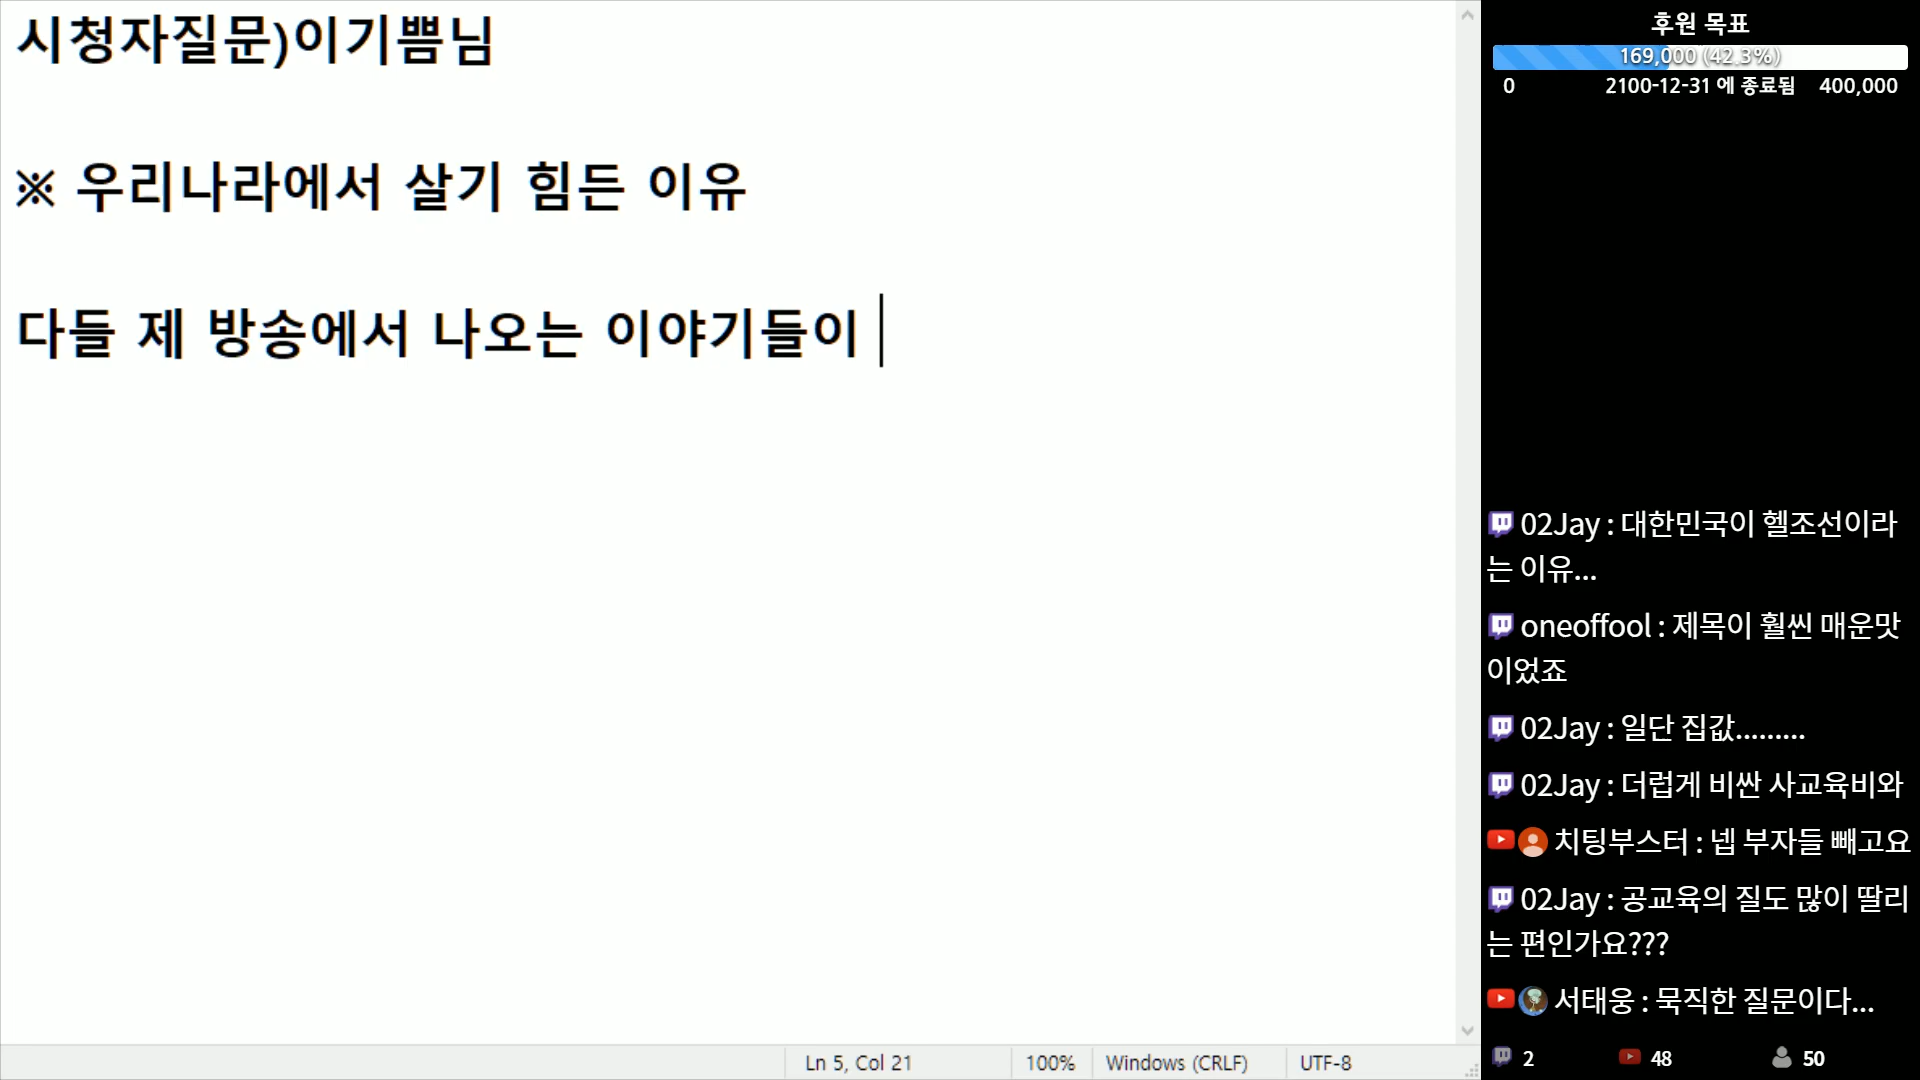 시청자질문)이기쁨님
※ 우리나라에서 살기 힘든 이유
다들 제 방송에서 나오는 이야기들이
Ln 5, Col 21
100%
Windows (CRLF)
UTF-8
후원 목표
169,000 (42.3%)
0
2100-12-31 에 종료됨
400,000
02Jay : 대한민국이 헬조선이라
는 이유...
oneoffool : 제목이 훨씬 매운맛
이었죠
02Jay : 일단 집값.........
02Jay : 더럽게 비싼 사교육비와
치팅부스터 : 넵 부자들 빼고요
02Jay : 공교육의 질도 많이 딸리
는 편인가요???
서태웅 : 묵직한 질문이다...
2
48
50